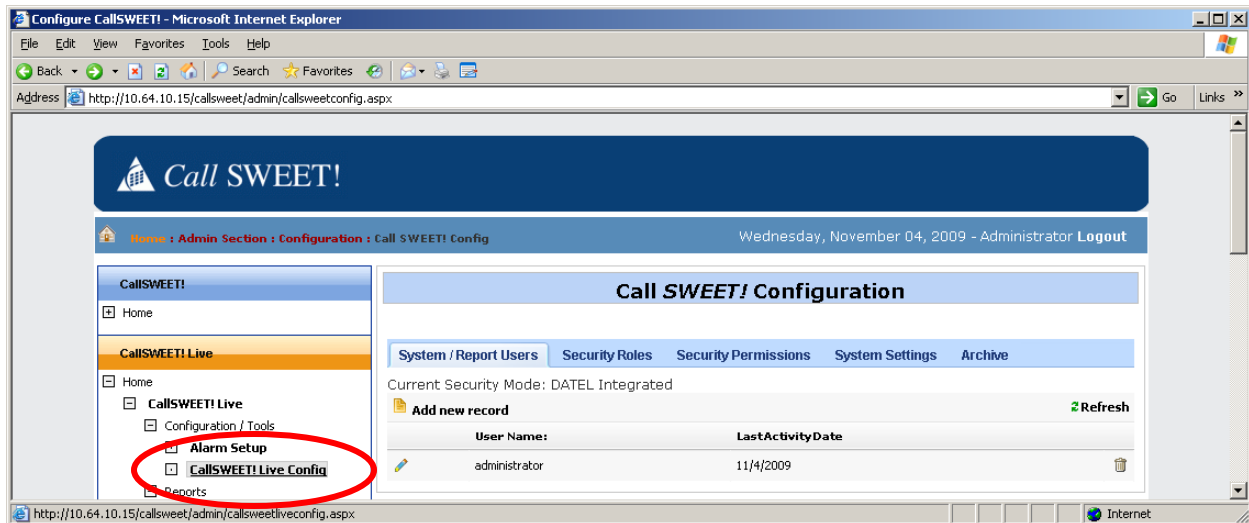 Configure CallSWEET! - Microsoft Internet Explorer
File Edit View Favorites Tools Help
Back Search Favorites
Address http://10.64.10.15/callsweet/admin/callsweetconfig.aspx Go Links »
Call SWEET!
Home : Admin Section : Configuration : Call SWEET! Config Wednesday, November 04, 2009 - Administrator Logout
CallSWEET!
Home
CallSWEET! Live
Home
CallSWEET! Live
Configuration / Tools
Alarm Setup
CallSWEET! Live Config
Reports
Call SWEET! Configuration
System / Report Users Security Roles Security Permissions System Settings Archive
Current Security Mode: DATEL Integrated
Add new record Refresh
User Name: LastActivityDate
administrator 11/4/2009
http://10.64.10.15/callsweet/admin/callsweetliveconfig.aspx Internet